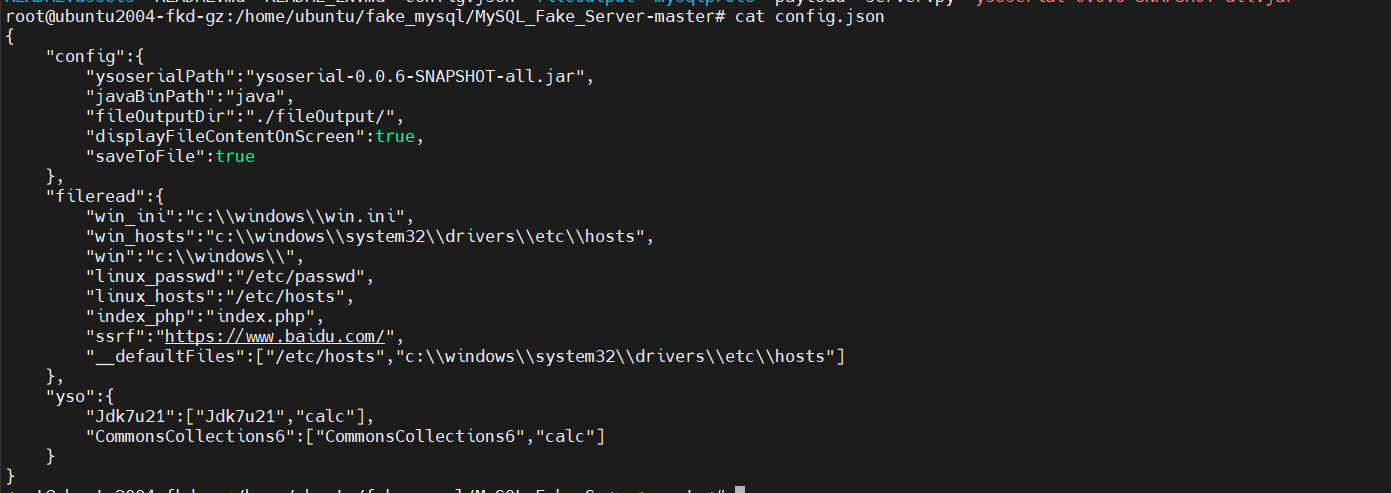 root@ubuntu2004-fkd-gz:/home/ubuntu/fake_mysql/MySQL_Fake_Server-master# cat config.json
{
    "config":{
        "ysoserialPath":"ysoserial-0.0.6-SNAPSHOT-all.jar",
        "javaBinPath":"java",
        "fileOutputDir":"./fileOutput/",
        "displayFileContentOnScreen":true,
        "saveToFile":true
    },
    "fileread":{
        "win_ini":"c:\\windows\\win.ini",
        "win_hosts":"c:\\windows\\system32\\drivers\\etc\\hosts",
        "win":"c:\\windows\\",
        "linux_passwd":"/etc/passwd",
        "linux_hosts":"/etc/hosts",
        "index_php":"index.php",
        "ssrf":"https://www.baidu.com/",
        "__defaultFiles":["/etc/hosts","c:\\windows\\system32\\drivers\\etc\\hosts"]
    },
    "yso":{
        "Jdk7u21":["Jdk7u21","calc"],
        "CommonsCollections6":["CommonsCollections6","calc"]
    }
}